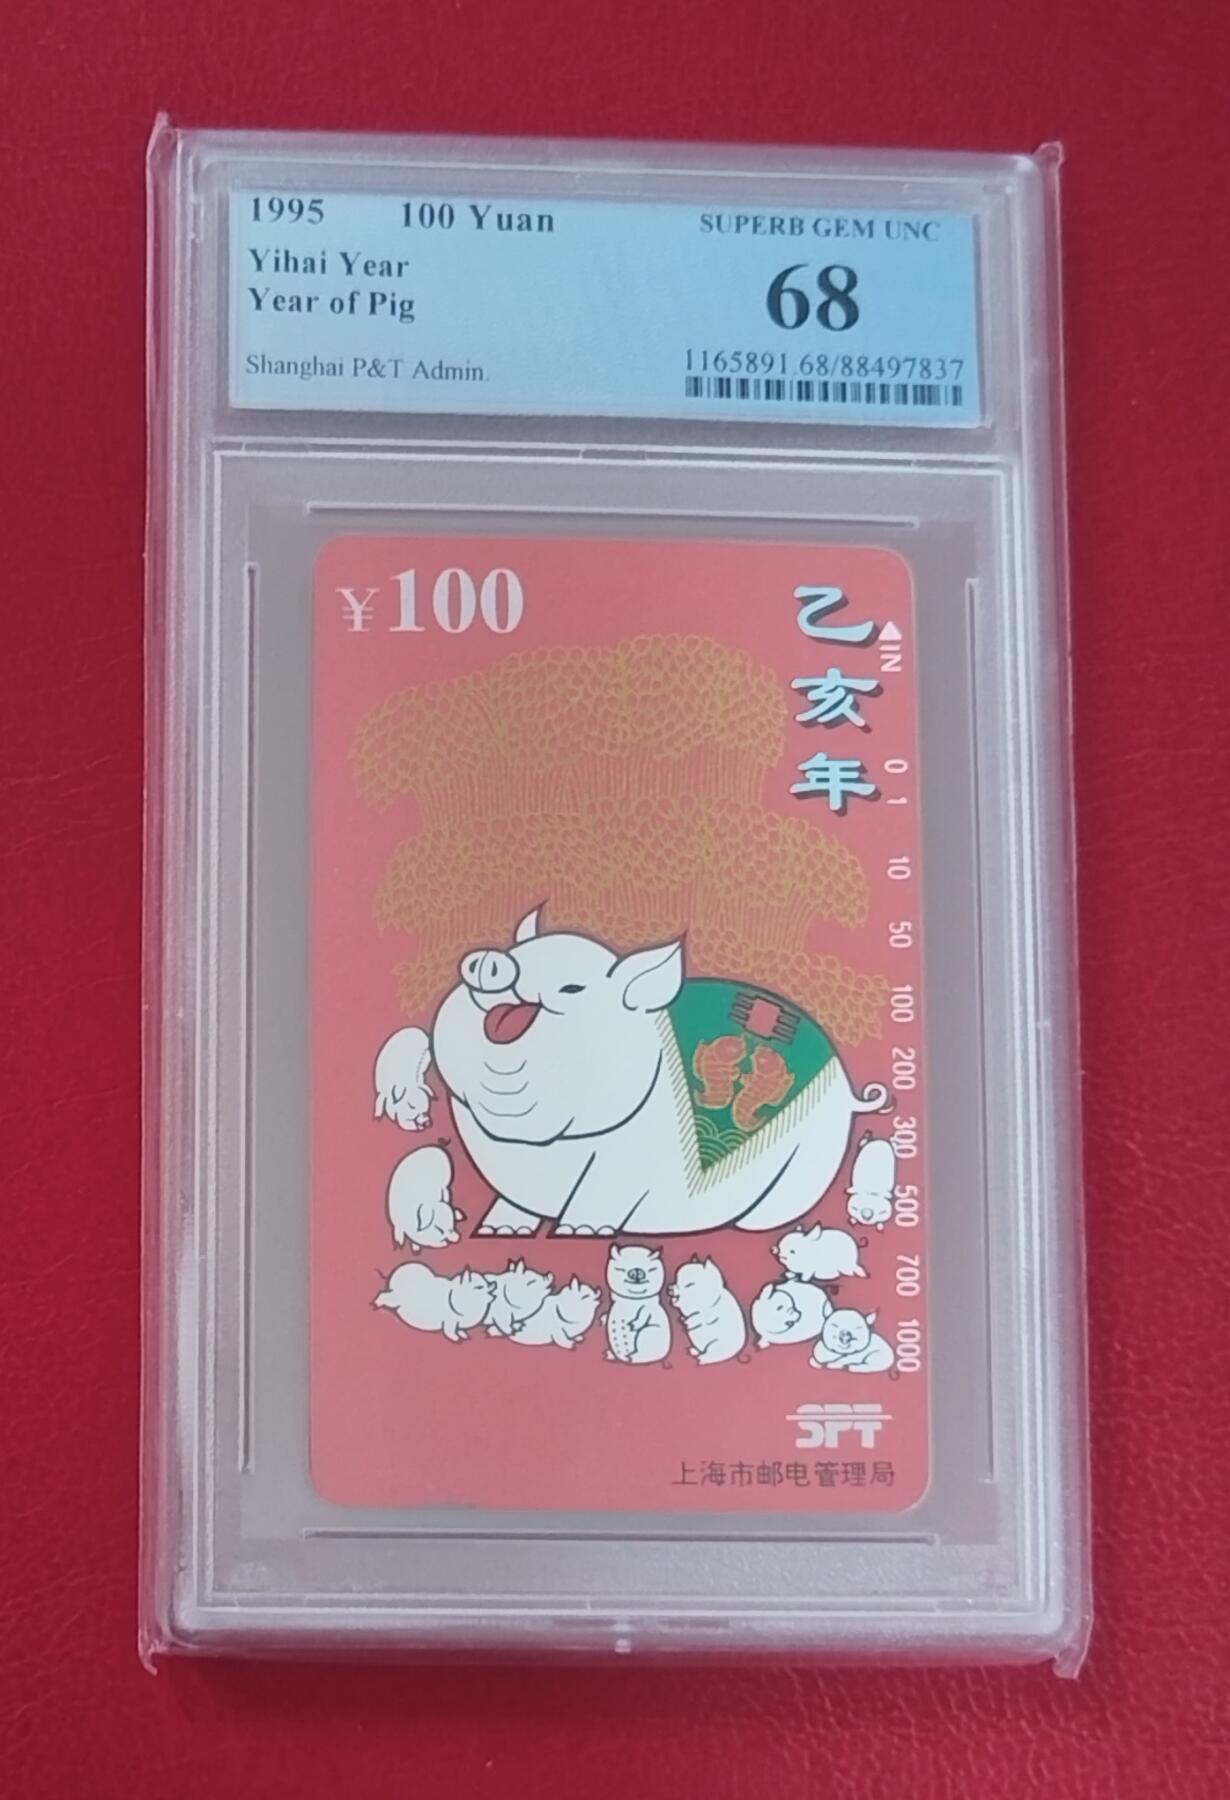 1995 100 Yuan
Yihai Year
Year of Pig
Shanghai P&T Admin.
SUPERB GEM UNC
68
1165891.68/88497837
¥100
乙亥年
IN
0
1
10
50
100
200
300
500
700
1000
SPT
上海市邮电管理局